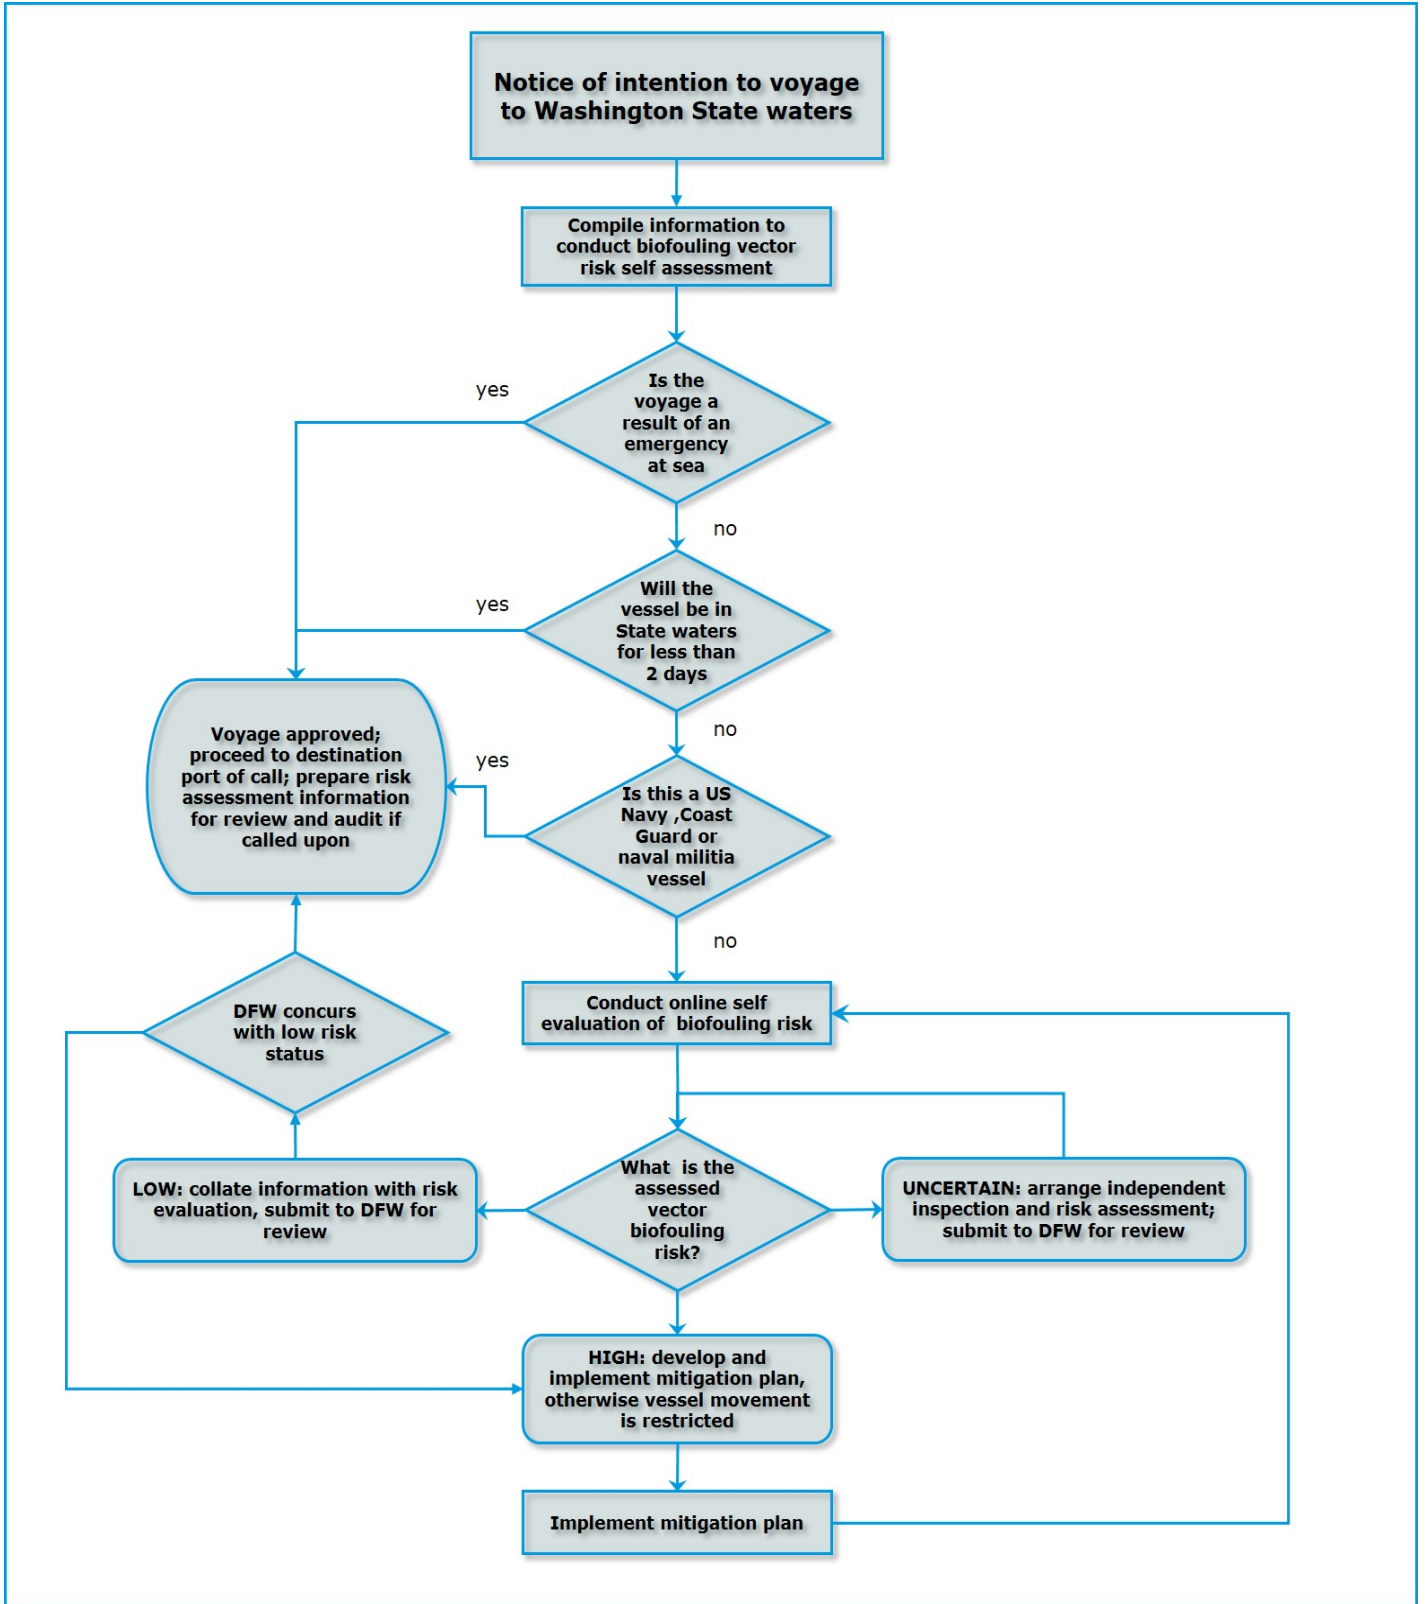 Notice of intention to voyage
to Washington State waters
Compile information to
conduct biofouling vector
risk self assessment
Is the
voyage a
result of an
emergency
at sea
yes
no
Will the
vessel be in
State waters
for less than
2 days
yes
no
Voyage approved;
proceed to destination
port of call; prepare risk
assessment information
for review and audit if
called upon
yes
Is this a US
Navy ,Coast
Guard or
naval militia
vessel
no
DFW concurs
with low risk
status
Conduct online self
evaluation of  biofouling risk
LOW: collate information with risk
evaluation, submit to DFW for
review
What  is the
assessed
vector
biofouling
risk?
UNCERTAIN: arrange independent
inspection and risk assessment;
submit to DFW for review
HIGH: develop and
implement mitigation plan,
otherwise vessel movement
is restricted
Implement mitigation plan